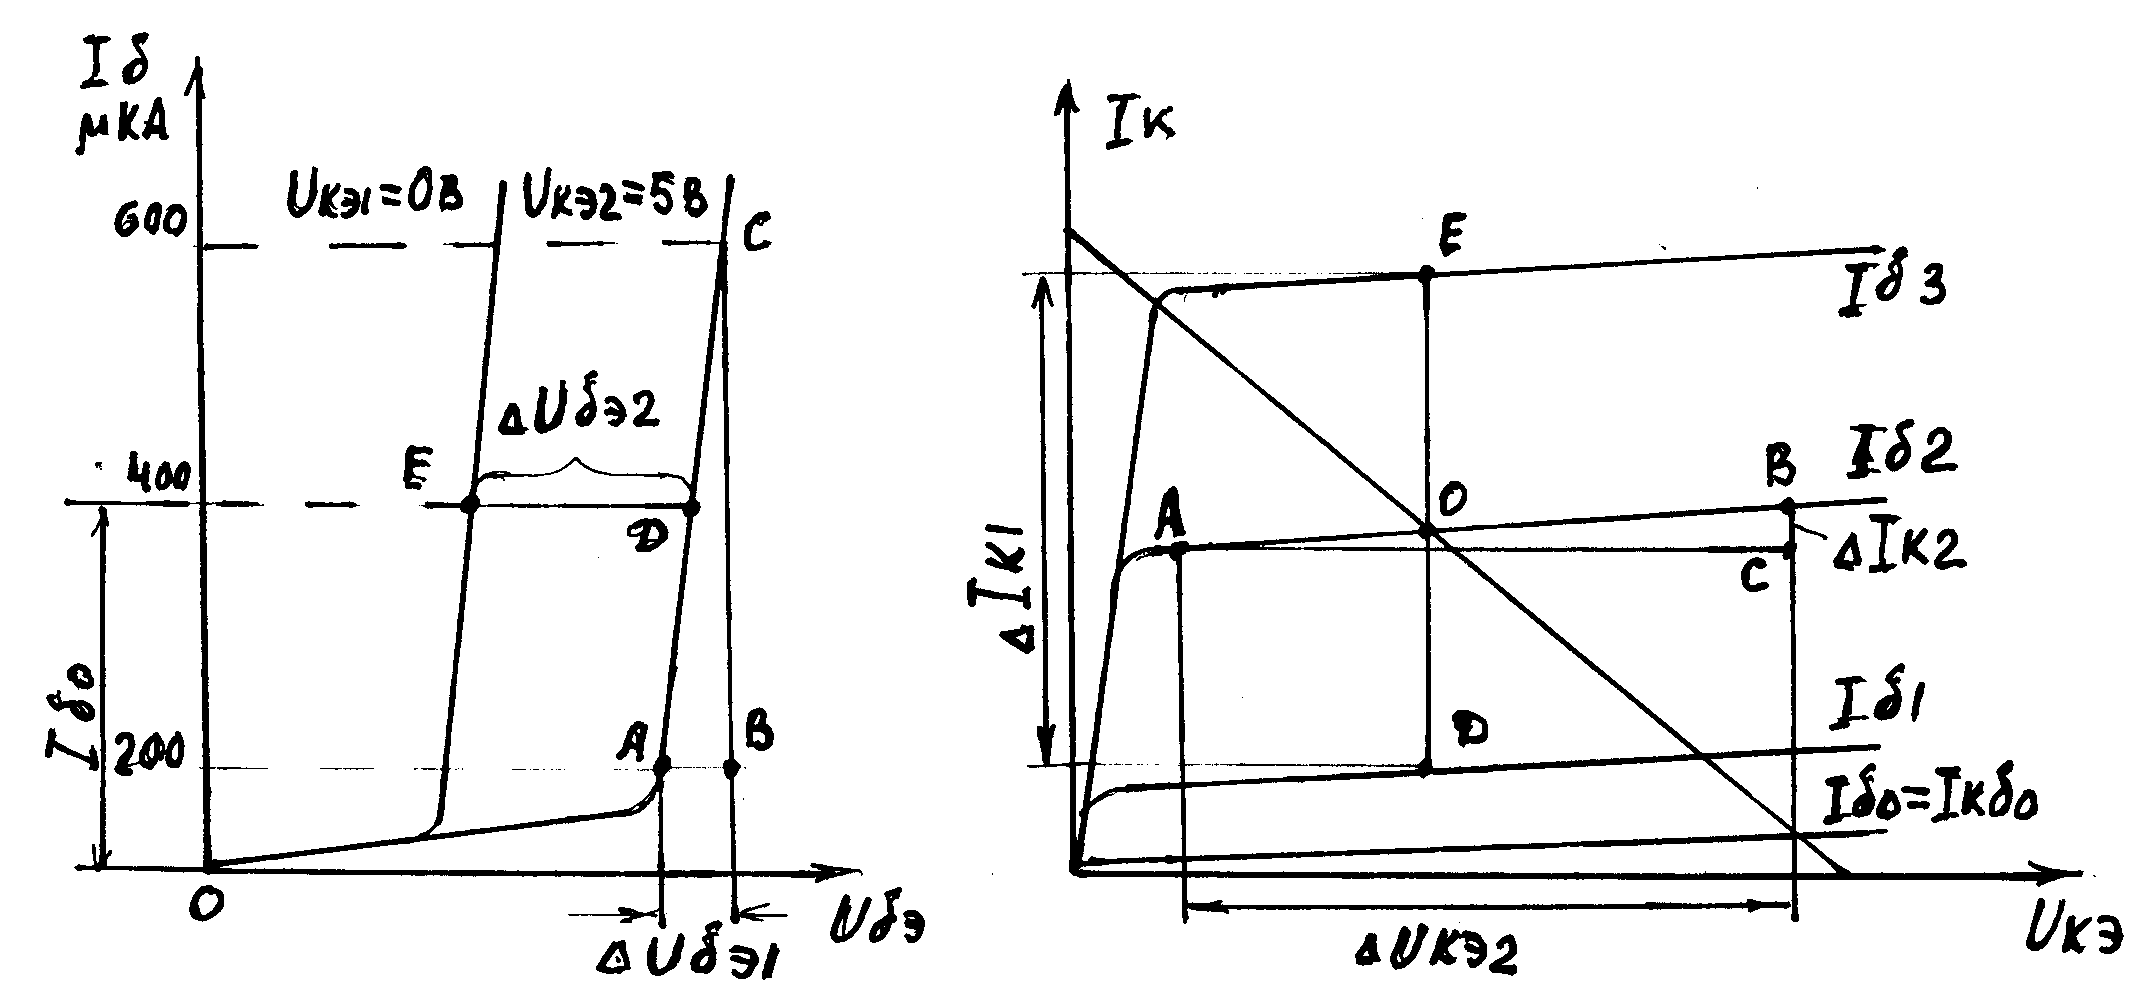 Iб
мкА
Uкэ1=0В
Uкэ2=5В
600
C
ΔUбэ2
E
400
D
Iб0
200
A
B
O
Uбэ
ΔUбэ1
Iк
E
Iб3
ΔIк1
A
O
B
Iб2
C
ΔIк2
D
Iб1
Iб0=Iкб0
Uкэ
ΔUкэ2